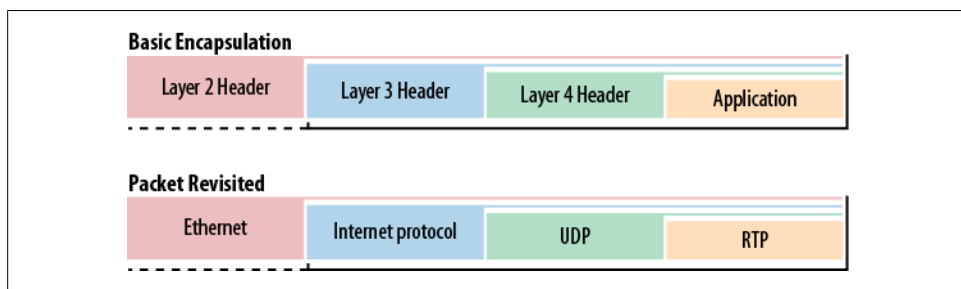 Basic Encapsulation
Layer 2 Header
Layer 3 Header
Layer 4 Header
Application
Packet Revisited
Ethernet
Internet protocol
UDP
RTP